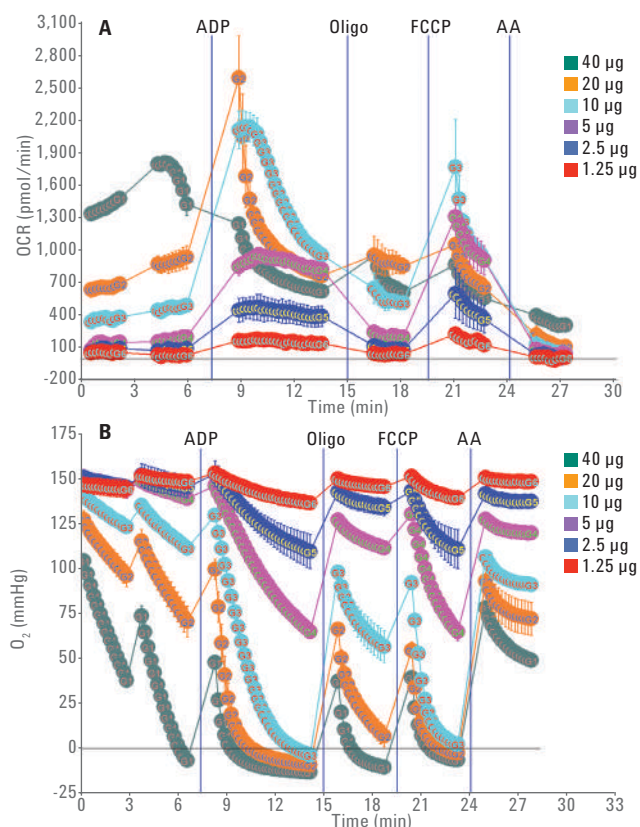 A
ADP Oligo FCCP AA
3,100
2,800
2,500
2,200
1,900
1,600
1,300
1,000
700
400
100
-200
OCR (pmol/min)
40 µg
20 µg
10 µg
5 µg
2.5 µg
1.25 µg
0 3 6 9 12 15 18 21 24 27 30
Time (min)
B
ADP Oligo FCCP AA
175
150
125
100
75
50
25
0
-25
O2 (mmHg)
40 µg
20 µg
10 µg
5 µg
2.5 µg
1.25 µg
0 3 6 9 12 15 18 21 24 27 30 33
Time (min)